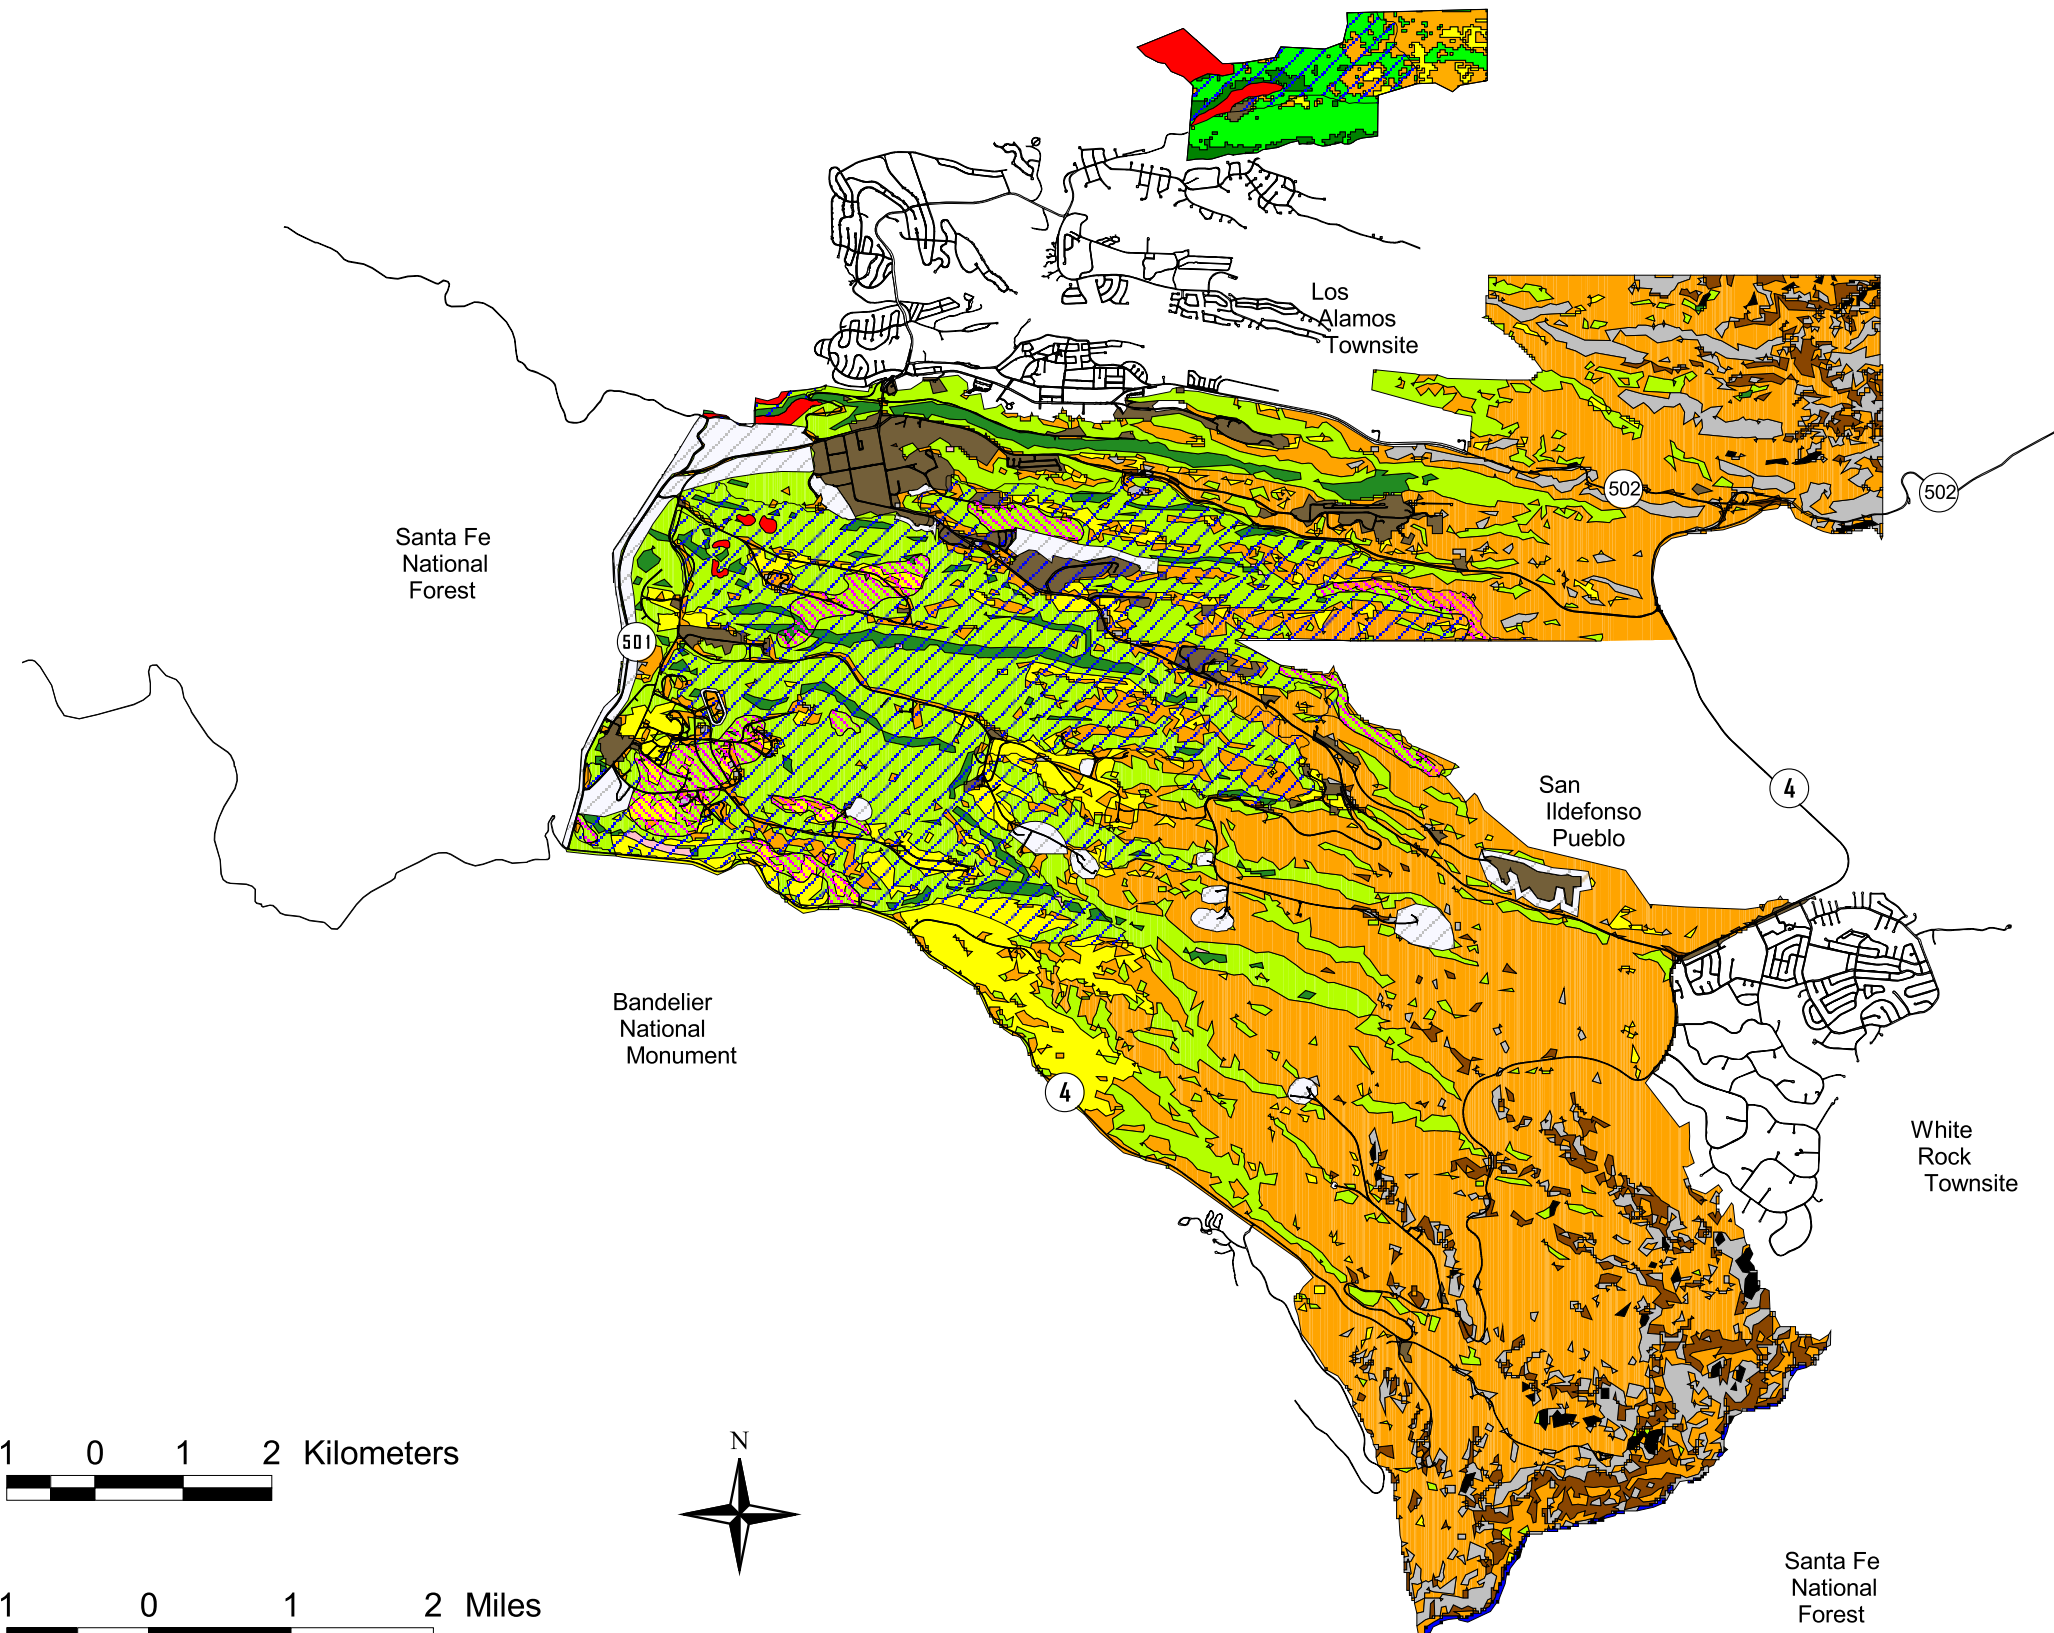 Los
Alamos
Townsite
502
502
Santa Fe
National
Forest
501
San
Ildefonso
Pueblo
4
Bandelier
National
Monument
4
White
Rock
Townsite
1 0 1 2 Kilometers
N
Santa Fe
National
Forest
1 0 1 2 Miles